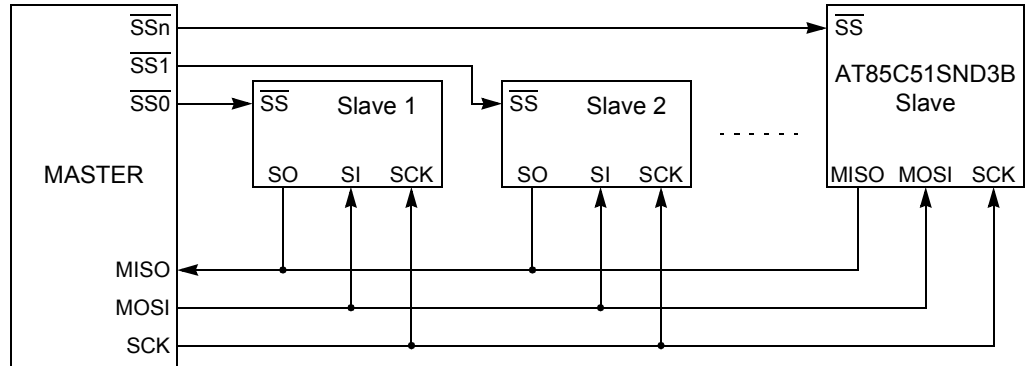 SSn
SS
SS1
AT85C51SND3B
Slave
SS0
SS
Slave 1
SS
Slave 2
MASTER
SO SI SCK
SO SI SCK
MISO MOSI SCK
MISO
MOSI
SCK